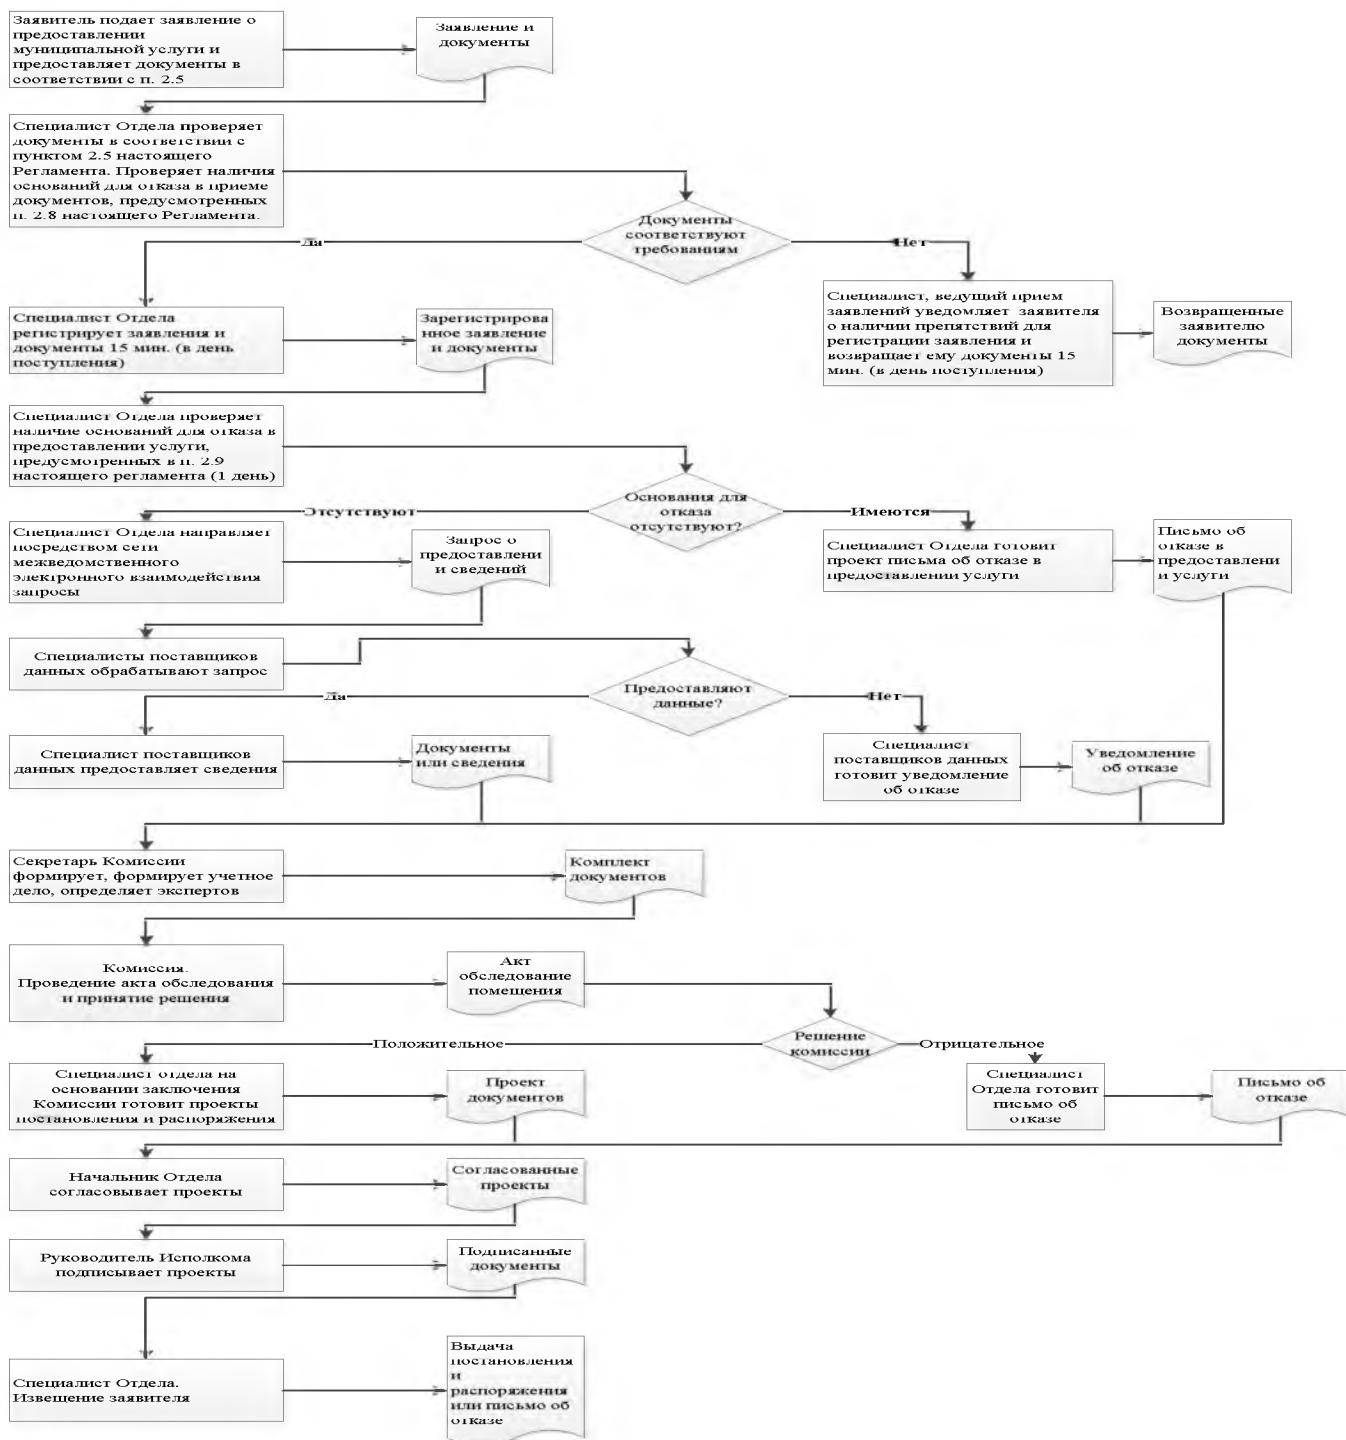 Заявитель подает заявление о
предоставлении
муниципальной услуги и
предоставляет документы в
соответствии с п. 2.5
Заявление и
документы
Специалист Отдела проверяет
документы в соответствии с
пунктом 2.5 настоящего
Регламента. Проверяет наличия
оснований для отказа в приеме
документов, предусмотренных
п. 2.8 настоящего Регламента.
Документы
соответствуют
требованиям
Да
Нет
Специалист Отдела
регистрирует заявления и
документы 15 мин. (в день
поступления)
Зарегистрирова
нное заявление
и документы
Специалист, ведущий прием
заявлений уведомляет заявителя
о наличии препятствий для
регистрации заявления и
возвращает ему документы 15
мин. (в день поступления)
Возвращенные
заявителю
документы
Специалист Отдела проверяет
наличие оснований для отказа в
предоставлении услуги,
предусмотренных в п. 2.9
настоящего регламента (1 день)
Основания для
отказа
отсутствуют?
Отсутствуют
Имеются
Специалист Отдела направляет
посредством сети
межведомственного
электронного взаимодействия
запросы
Запрос о
предоставлени
и сведений
Специалист Отдела готовит
проект письма об отказе в
предоставлении услуги
Письмо об
отказе в
предоставлени
и услуги
Специалисты поставщиков
данных обрабатывают запрос
Предоставляют
данные?
Да
Нет
Специалист поставщиков
данных предоставляет сведения
Документы
или сведения
Специалист
поставщиков данных
готовит уведомление
об отказе
Уведомление
об отказе
Секретарь Комиссии
формирует, формирует учетное
дело, определяет экспертов
Комплект
документов
Комиссия.
Проведение акта обследования
и принятие решения
Акт
обследование
помещения
Решение
комиссии
Положительное
Отрицательное
Специалист отдела на
основании заключения
Комиссии готовит проекты
постановления и распоряжения
Проект
документов
Специалист
Отдела готовит
письмо об
отказе
Письмо об
отказе
Начальник Отдела
согласовывает проекты
Согласованные
проекты
Руководитель Исполкома
подписывает проекты
Подписанные
документы
Специалист Отдела.
Извещение заявителя
Выдача
постановления
и
распоряжения
или письмо об
отказе